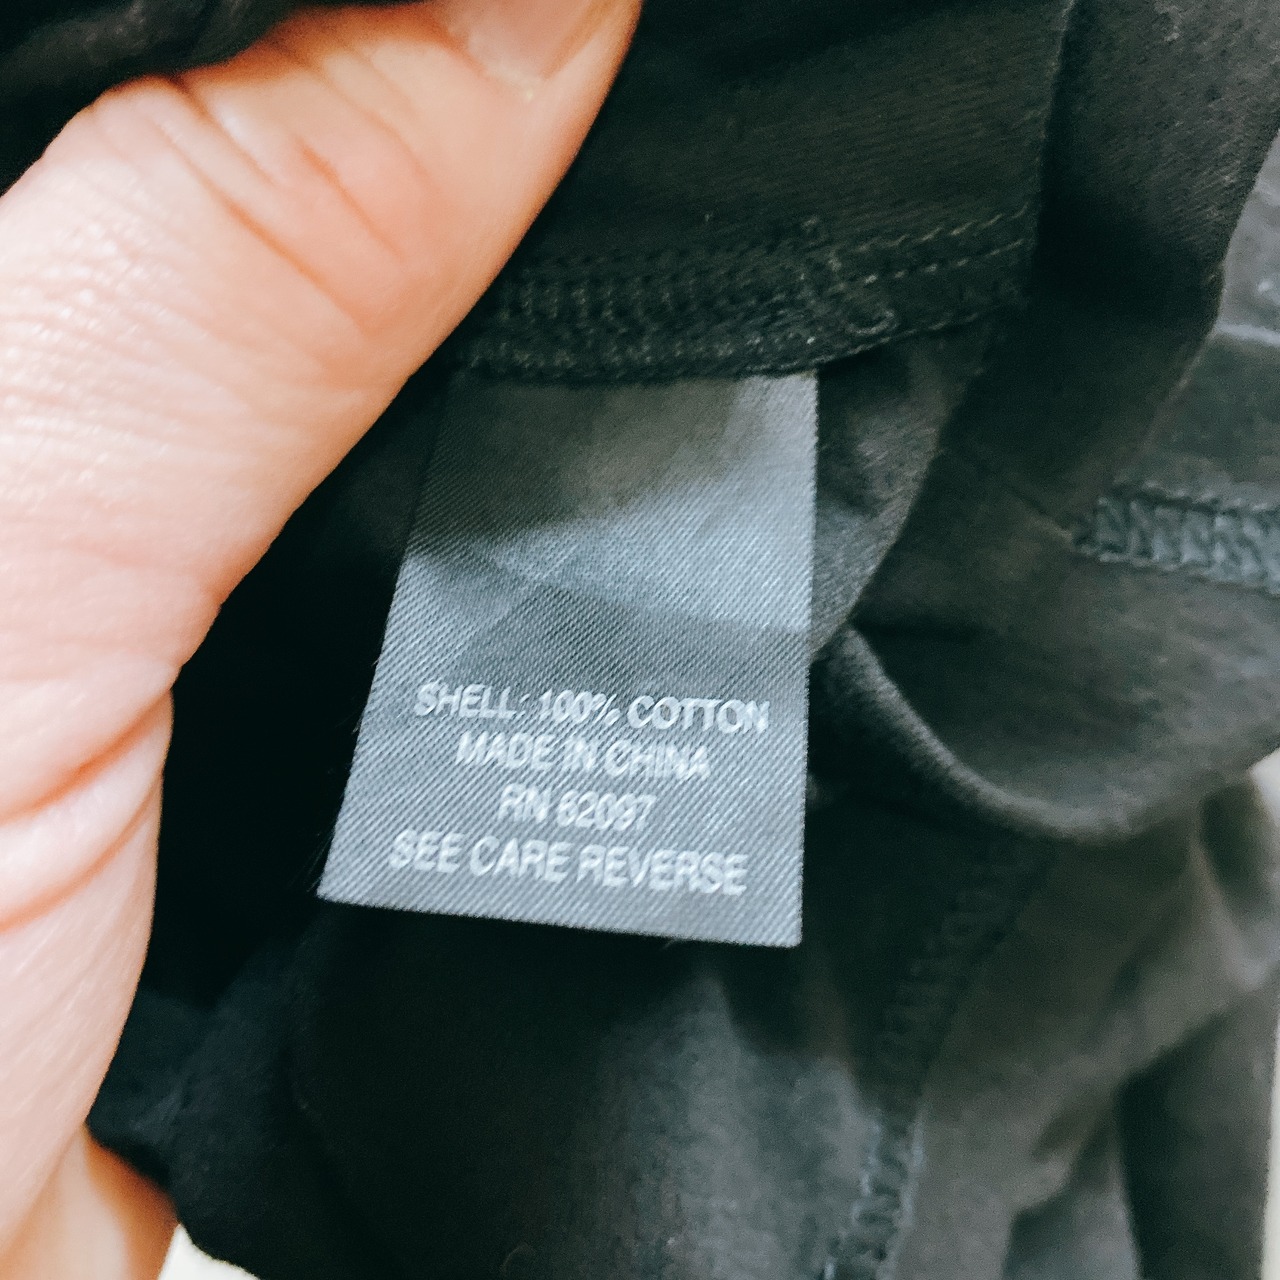 SHELL: 100% COTTON
MADE IN CHINA
RN 62097
SEE CARE REVERSE